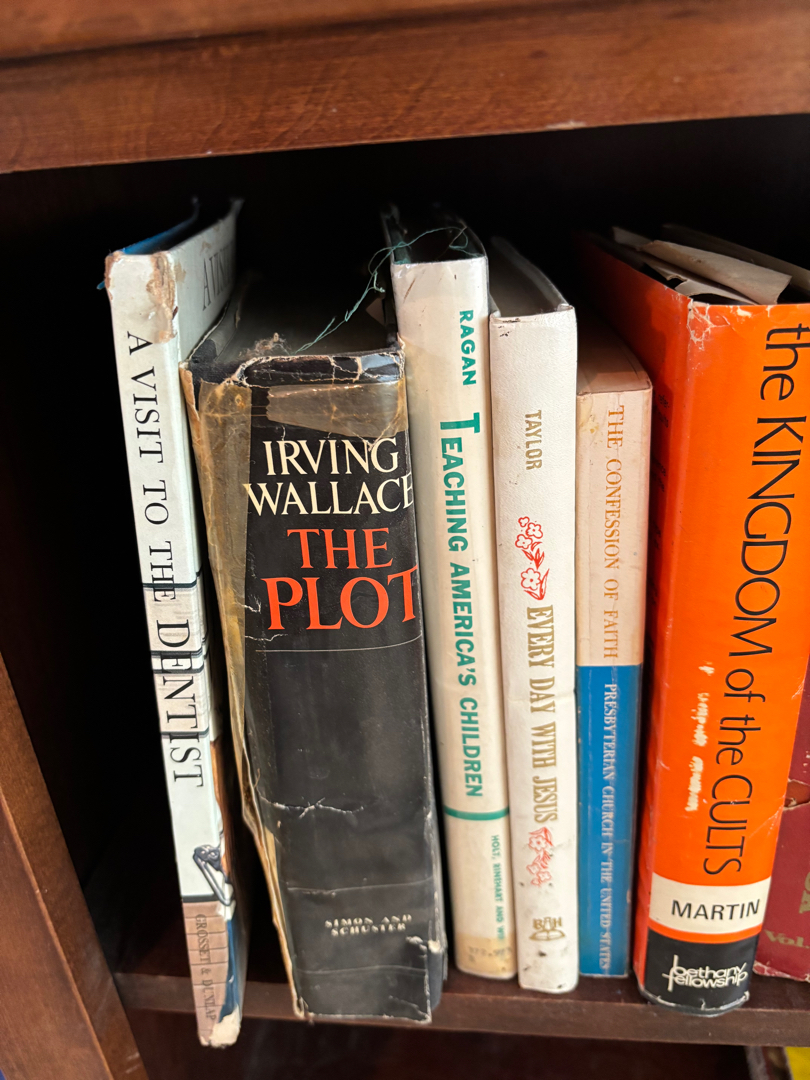 A VISIT TO THE DENTIST
GROSSET & DUNLAP
IRVING
WALLACE
THE
PLOT
SIMON AND
SCHUSTER
RAGAN
TEACHING AMERICA'S CHILDREN
HOLT, RINEHART AND
TAYLOR
EVERY DAY WITH JESUS
THE CONFESSION OF FAITH
PRESBYTERIAN CHURCH IN THE UNITED STATES
the KINGDOM of the CULTS
MARTIN
bethany
fellowship
Vol